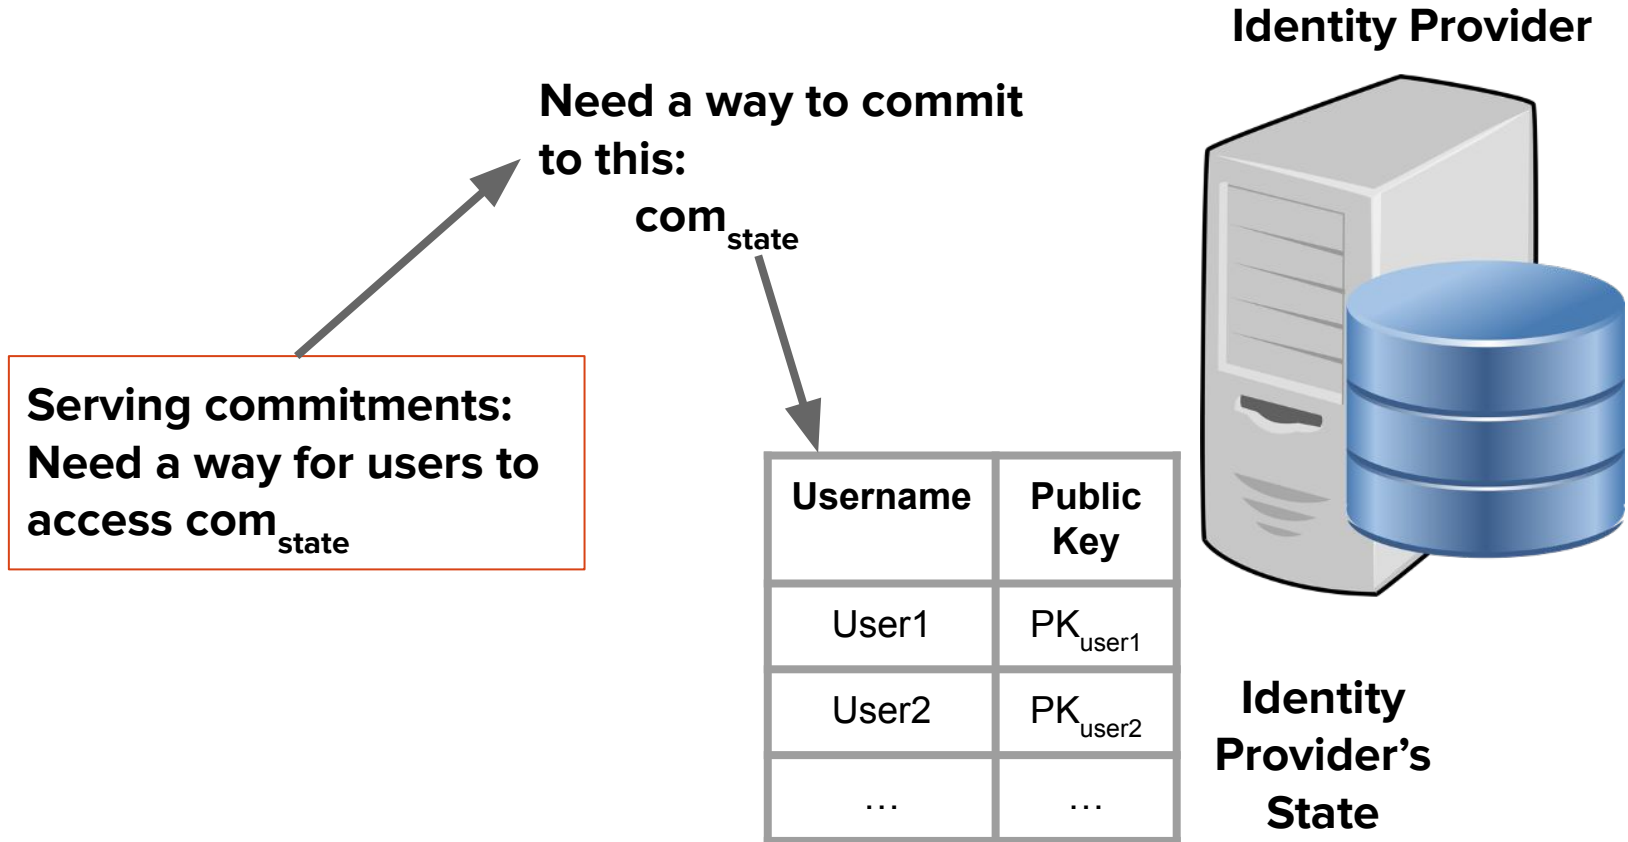 Identity Provider
Need a way to commit
to this:
com_state
Serving commitments:
Need a way for users to
access com_state
Username Public
Key
User1 PK_user1
User2 PK_user2
… …
Identity
Provider’s
State